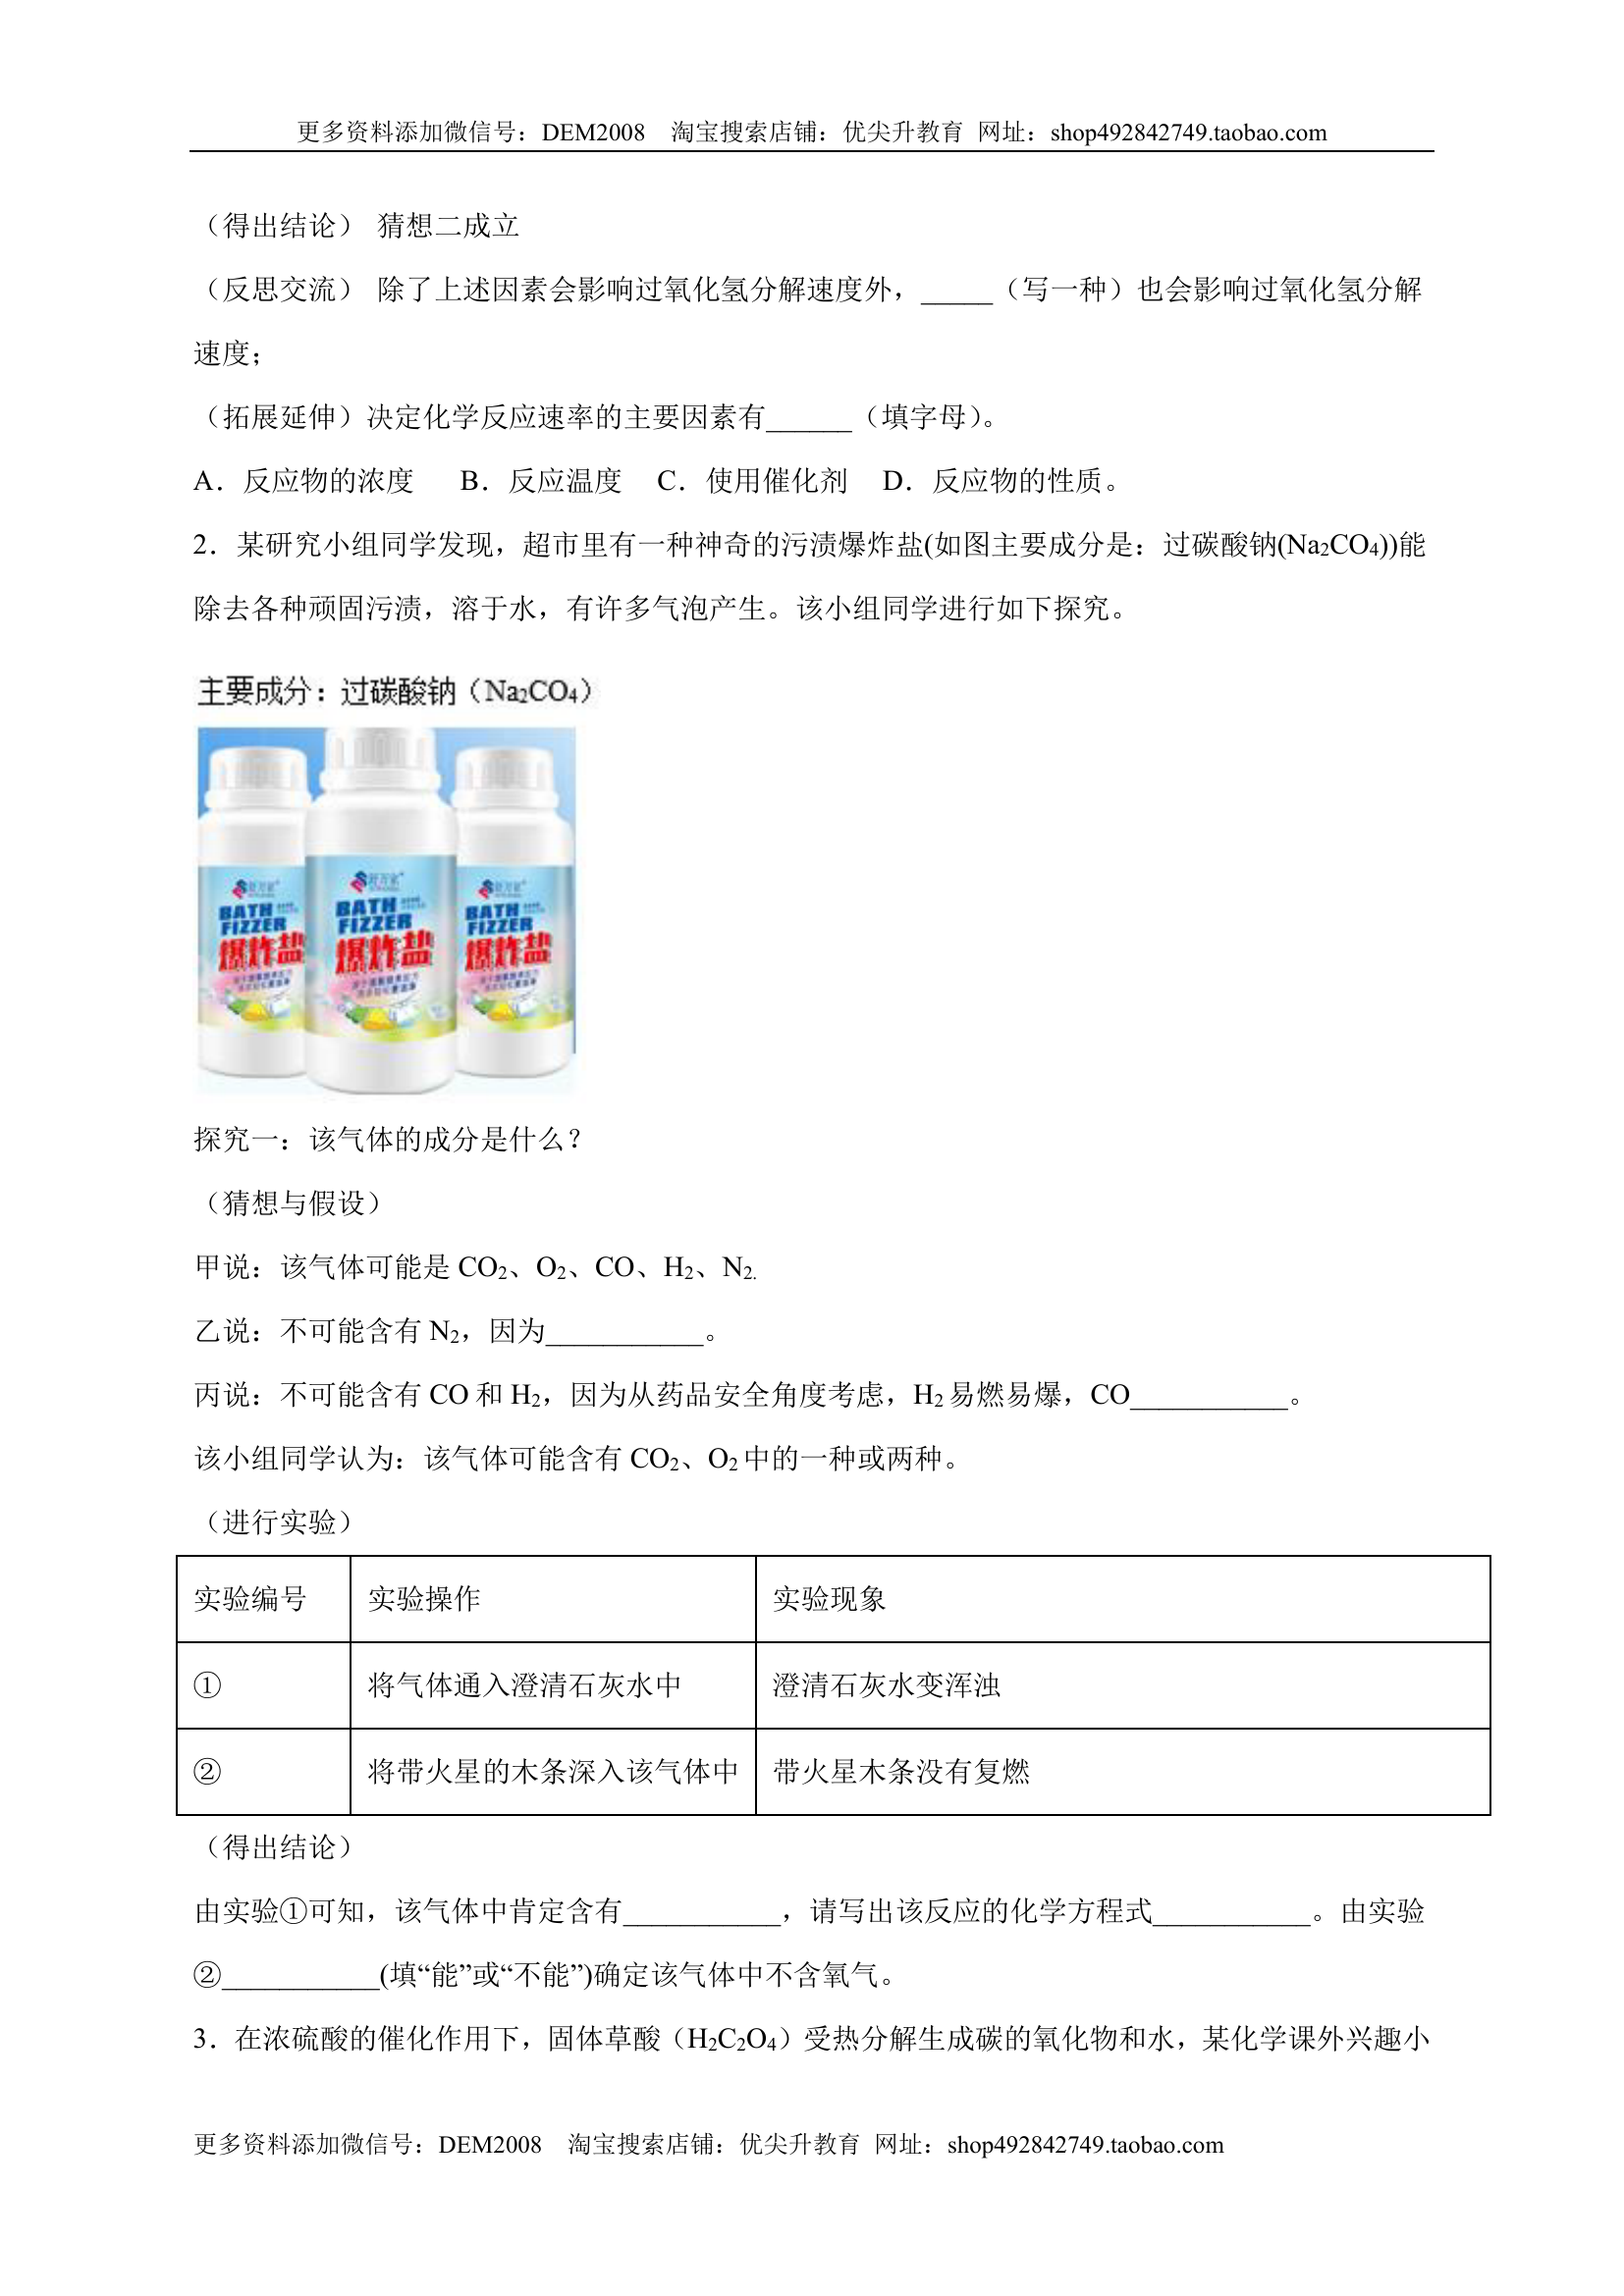 更多资料添加微信号：DEM2008 淘宝搜索店铺：优尖升教育 网址：shop492842749.taobao.com
（得出结论） 猜想二成立
（反思交流） 除了上述因素会影响过氧化氢分解速度外，_____（写一种）也会影响过氧化氢分解
速度；
（拓展延伸）决定化学反应速率的主要因素有______（填字母）。
A．反应物的浓度 B．反应温度 C．使用催化剂 D．反应物的性质。
2．某研究小组同学发现，超市里有一种神奇的污渍爆炸盐(如图主要成分是：过碳酸钠(Na₂CO₄))能
除去各种顽固污渍，溶于水，有许多气泡产生。该小组同学进行如下探究。
主要成分：过碳酸钠（Na₂CO₄）
BATH FIZZER 爆炸盐
BATH FIZZER 爆炸盐
BATH FIZZER 爆炸盐
探究一：该气体的成分是什么？
（猜想与假设）
甲说：该气体可能是 CO₂、O₂、CO、H₂、N₂.
乙说：不可能含有 N₂，因为___________。
丙说：不可能含有 CO 和 H₂，因为从药品安全角度考虑，H₂易燃易爆，CO___________。
该小组同学认为：该气体可能含有 CO₂、O₂中的一种或两种。
（进行实验）
实验编号 实验操作 实验现象
① 将气体通入澄清石灰水中 澄清石灰水变浑浊
② 将带火星的木条深入该气体中 带火星木条没有复燃
（得出结论）
由实验①可知，该气体中肯定含有___________，请写出该反应的化学方程式___________。由实验
②___________(填“能”或“不能”)确定该气体中不含氧气。
3．在浓硫酸的催化作用下，固体草酸（H₂C₂O₄）受热分解生成碳的氧化物和水，某化学课外兴趣小
更多资料添加微信号：DEM2008 淘宝搜索店铺：优尖升教育 网址：shop492842749.taobao.com